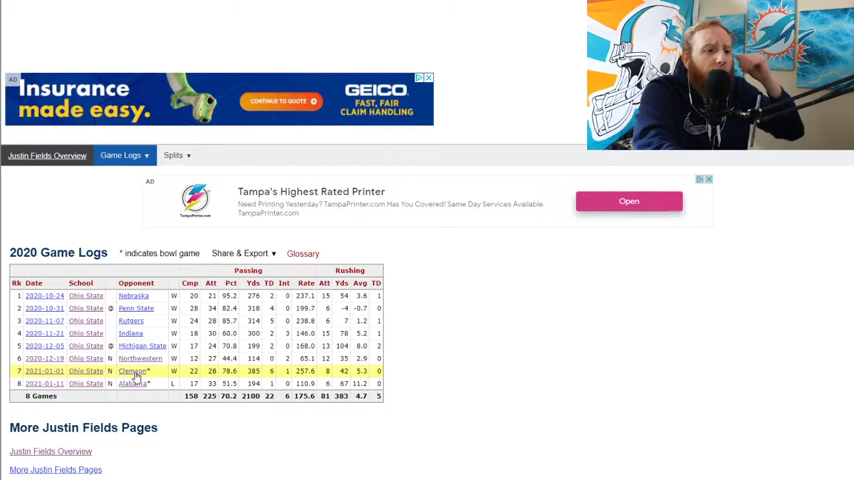 AD
Insurance
made easy.
CONTINUE TO QUOTE
GEICO
FAST, FAIR
CLAIM HANDLING
Justin Fields Overview
Game Logs ▼
Splits ▼
AD
Tampa's Highest Rated Printer
Need Printing Yesterday? TampaPrinter.com Has You Covered! Same Day Services Available.
TampaPrinter.com
Open
2020 Game Logs * indicates bowl game Share & Export ▼ Glossary
Passing Rushing
Rk Date School Opponent Cmp Att Pct Yds TD Int Rate Att Yds Avg TD
1 2020-10-24 Ohio State Nebraska W 20 21 95.2 276 2 0 237.1 15 54 3.6 1
2 2020-10-31 Ohio State @ Penn State W 28 34 82.4 318 4 0 199.7 6 -4 -0.7 0
3 2020-11-07 Ohio State Rutgers W 24 28 85.7 314 5 0 238.8 6 7 1.2 1
4 2020-11-21 Ohio State Indiana W 18 30 60.0 300 2 3 146.0 15 78 5.2 1
5 2020-12-05 Ohio State @ Michigan State W 17 24 70.8 199 2 0 168.0 13 104 8.0 2
6 2020-12-19 Ohio State N Northwestern W 12 27 44.4 114 0 2 65.1 12 35 2.9 0
7 2021-01-01 Ohio State N Clemson* W 22 28 78.6 385 6 1 257.6 8 42 5.3 0
8 2021-01-11 Ohio State N Alabama* L 17 33 51.5 194 1 0 110.9 6 67 11.2 0
8 Games 158 225 70.2 2100 22 6 175.6 81 383 4.7 5
More Justin Fields Pages
Justin Fields Overview
More Justin Fields Pages